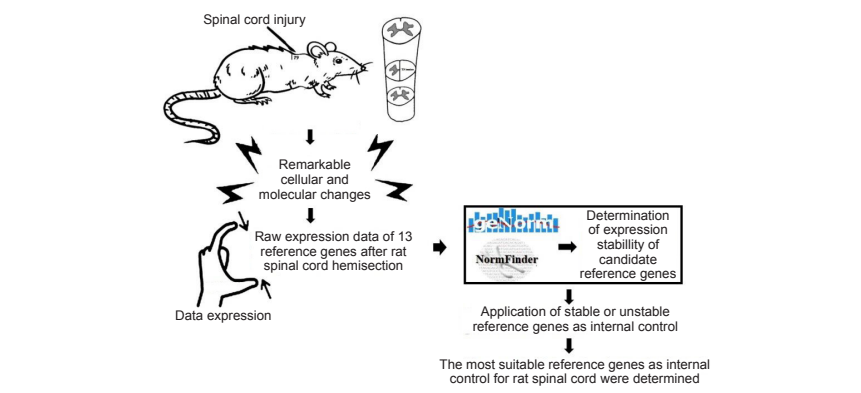 Spinal cord injury
Remarkable
cellular and
molecular changes
Raw expression data of 13
reference genes after rat
spinal cord hemisection
Data expression
geNorm
NormFinder
Determination
of expression
stabillity of
candidate
reference genes
Application of stable or unstable
reference genes as internal control
The most suitable reference genes as internal
control for rat spinal cord were determined